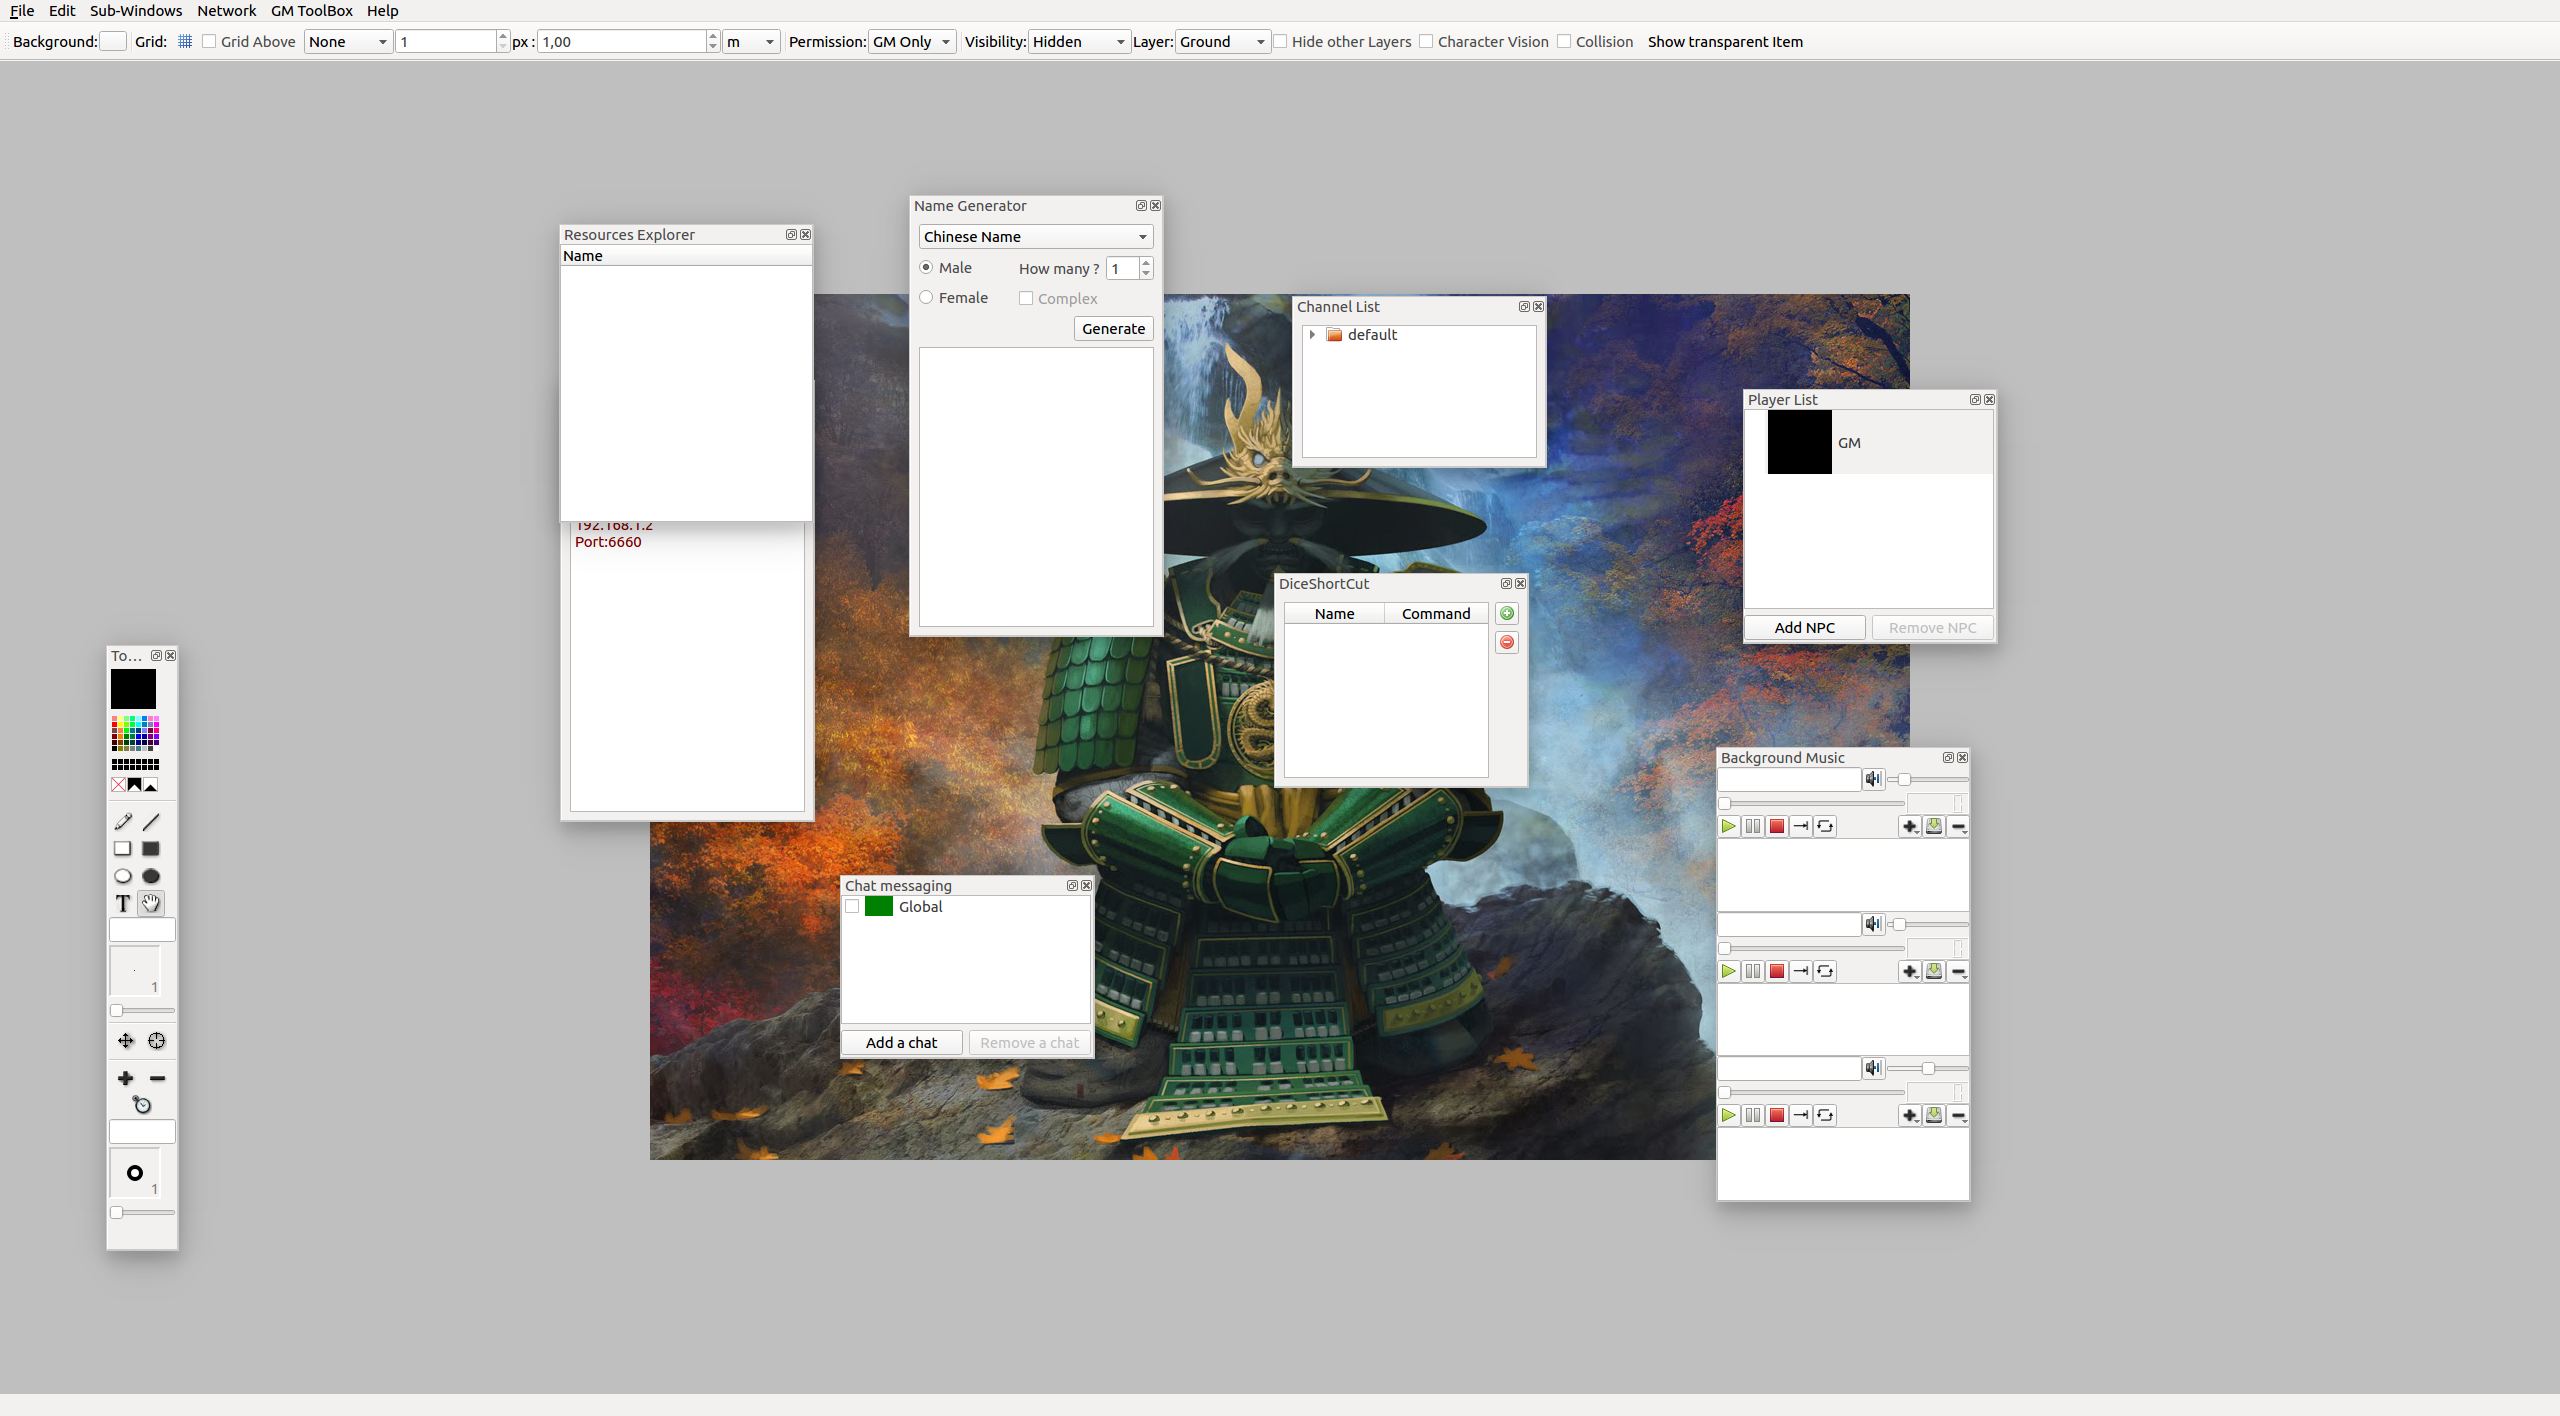 File Edit Sub-Windows Network GM ToolBox Help
Background: Grid: Grid Above None 1 px : 1,00 m Permission: GM Only Visibility: Hidden Layer: Ground Hide other Layers Character Vision Collision Show transparent Item
Name Generator
Chinese Name
Male How many ? 1
Female Complex
Generate
Resources Explorer
Name
192.168.1.2
Port:6660
Channel List
default
Player List
GM
Add NPC Remove NPC
DiceShortCut
Name Command
To...
T
1
1
Background Music
Chat messaging
Global
Add a chat Remove a chat